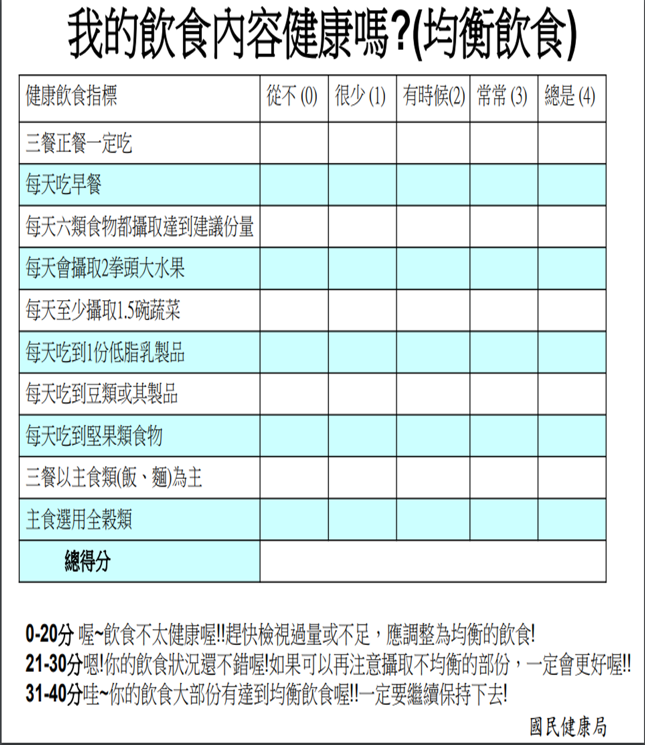 我的飲食內容健康嗎?(均衡飲食)
健康飲食指標 從不 (0) 很少 (1) 有時候(2) 常常 (3) 總是 (4)
三餐正餐一定吃
每天吃早餐
每天六類食物都攝取達到建議份量
每天會攝取2拳頭大水果
每天至少攝取1.5碗蔬菜
每天吃到1份低脂乳製品
每天吃到豆類或其製品
每天吃到堅果類食物
三餐以主食類(飯、麵)為主
主食選用全穀類
總得分
0-20分 喔~飲食不太健康喔!!趕快檢視過量或不足，應調整為均衡的飲食!
21-30分嗯!你的飲食狀況還不錯喔!如果可以再注意攝取不均衡的部份，一定會更好喔!!
31-40分哇~你的飲食大部份有達到均衡飲食喔!!一定要繼續保持下去!
國民健康局